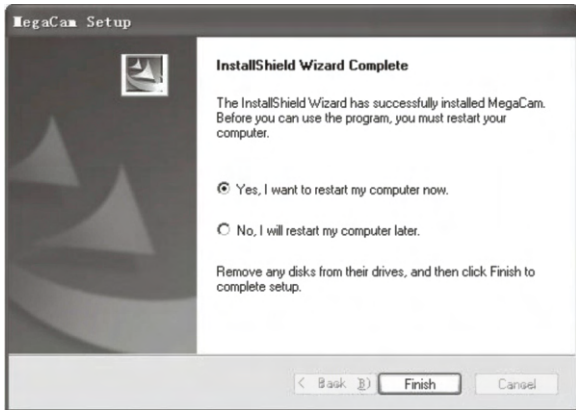 MegaCam Setup
InstallShield Wizard Complete
The InstallShield Wizard has successfully installed MegaCam.
Before you can use the program, you must restart your
computer.
Yes, I want to restart my computer now.
No, I will restart my computer later.
Remove any disks from their drives, and then click Finish to
complete setup.
< Back B) Finish Cancel